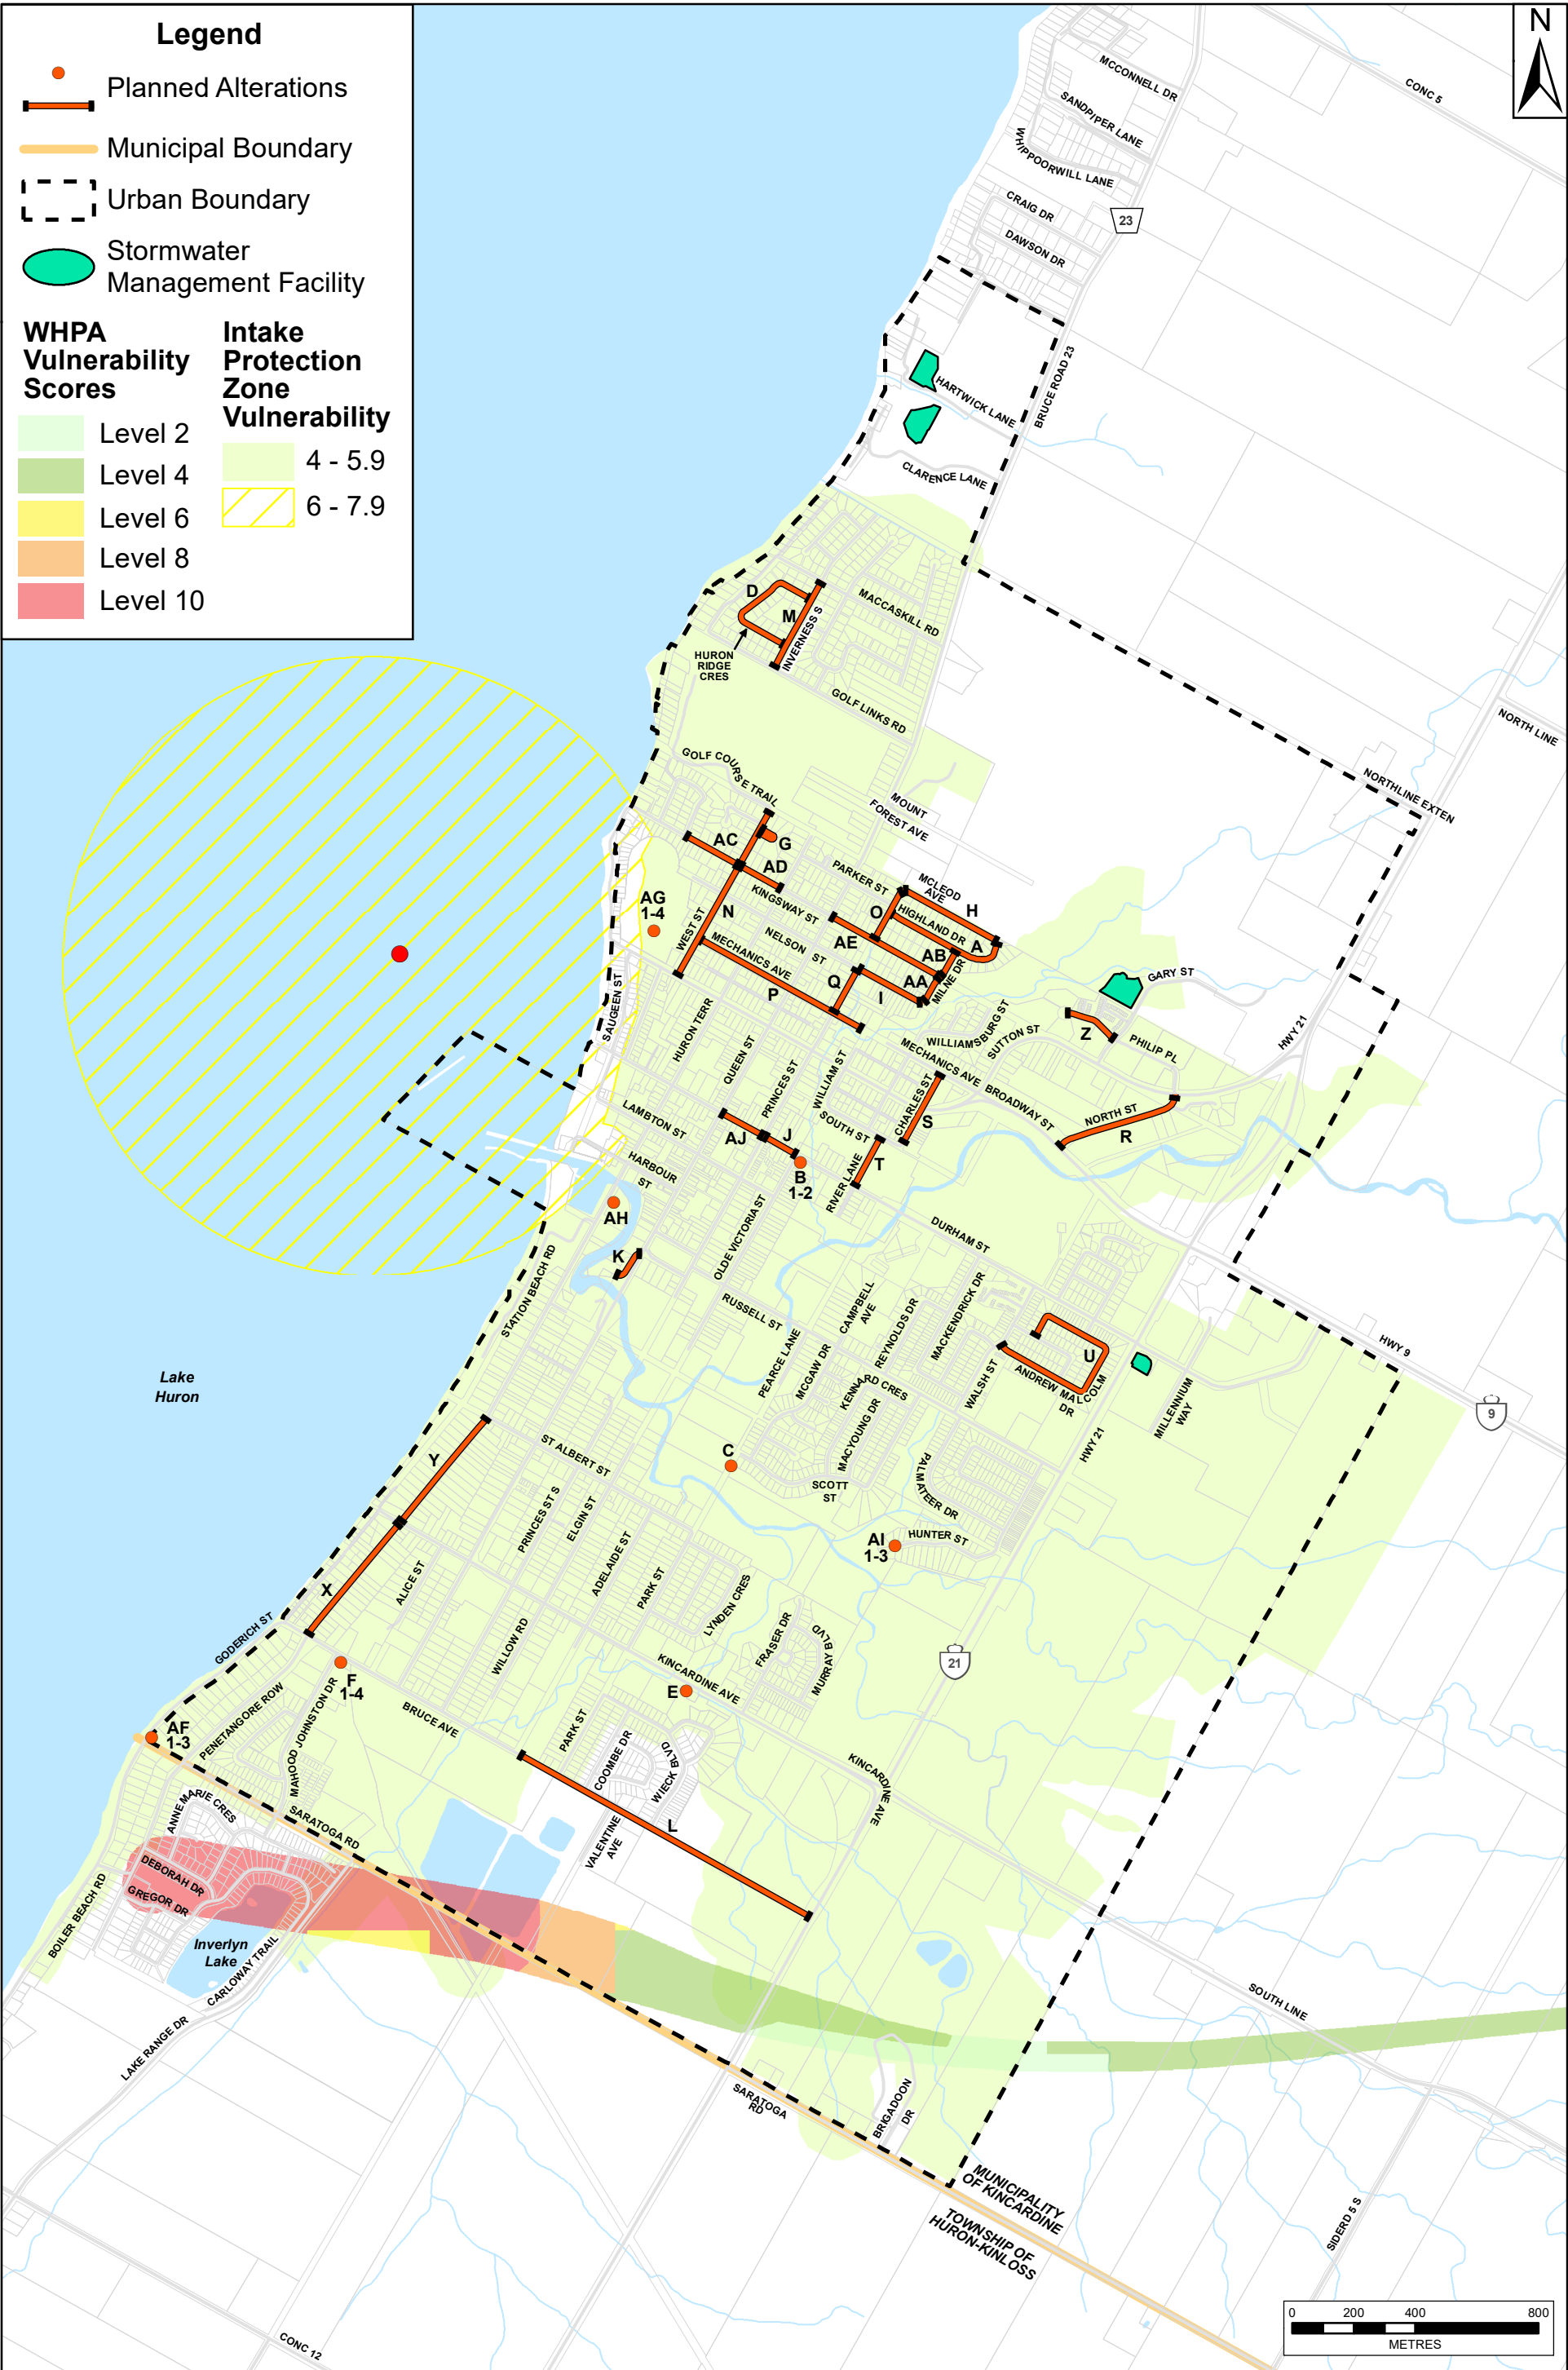 Legend
Planned Alterations
Municipal Boundary
Urban Boundary
Stormwater
Management Facility
WHPA
Vulnerability
Scores
Level 2
Level 4
Level 6
Level 8
Level 10
Intake
Protection
Zone
Vulnerability
4 - 5.9
6 - 7.9
N
MCCONNELL DR
CONC 5
SANDPIPER LANE
WHIPPOORWILL LANE
CRAIG DR
23
DAWSON DR
BRUCE ROAD 23
HARTWICK LANE
CLARENCE LANE
D
M
MACCASKILL RD
INVERNESS S
HURON
RIDGE
CRES
GOLF LINKS RD
NORTH LINE
GOLF COURSE TRAIL
NORTHLINE EXTEN
MOUNT
FOREST AVE
AC
G
AD
PARKER ST
MCLEOD
AVE
H
KINGSWAY ST
AG
1-4
N
O
HIGHLAND DR
WEST ST
NELSON
ST
AE
A
AB
MECHANICS AVE
MILNE DR
AA
Q
I
P
GARY ST
SAUGEEN ST
HURON TERR
WILLIAMSBURG ST
SUTTON ST
Z
HWY 21
PHILIP PL
QUEEN ST
PRINCES ST
WILLIAM ST
MECHANICS AVE
BROADWAY ST
CHARLES ST
NORTH ST
LAMBTON ST
SOUTH ST
S
R
AJ
J
T
HARBOUR
ST
B
1-2
RIVER LANE
AH
OLDE VICTORIA ST
DURHAM ST
K
STATION BEACH RD
RUSSELL ST
CAMPBELL
AVE
REYNOLDS DR
MACKENDRICK DR
PEARCE LANE
MCGAW DR
U
HWY 9
KENNARD CRES
WALSH ST
ANDREW MALCOLM
DR
MILLENNIUM
WAY
9
Lake
Huron
MACYOUNG DR
HWY 21
Y
ST ALBERT ST
C
SCOTT
ST
PALMATEER DR
PRINCES ST S
ELGIN ST
AI
1-3
HUNTER ST
ADELAIDE ST
X
ALICE ST
PARK ST
LYNDEN CRES
GODERICH ST
FRASER DR
MURRAY BLVD
WILLOW RD
21
F
1-4
KINCARDINE AVE
E
PENETANGORE ROW
MAHOOD JOHNSTON DR
BRUCE AVE
PARK ST
AF
1-3
COOMBE DR
WIECK BLVD
KINCARDINE AVE
ANNEMARIE CRES
SARATOGA RD
VALENTINE
AVE
L
DEBORAH DR
GREGOR DR
BOILER BEACH RD
Inverlyn
Lake
CARLOWAY TRAIL
SOUTH LINE
LAKE RANGE DR
SARATOGA
RD
BRIGADOON
DR
MUNICIPALITY
OF KINCARDINE
TOWNSHIP OF
HURON-KINLOSS
SIDERD 5 S
CONC 12
0 200 400 800
METRES